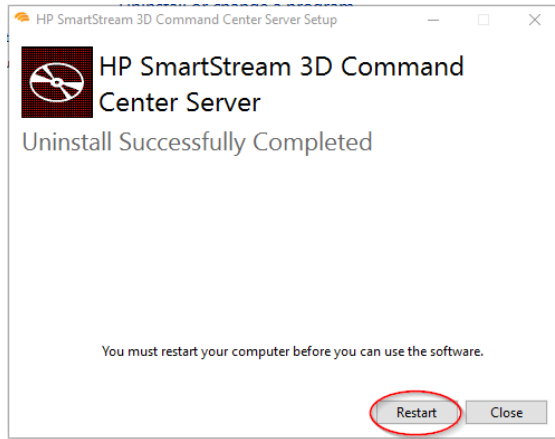 HP SmartStream 3D Command Center Server Setup
HP SmartStream 3D Command
Center Server
Uninstall Successfully Completed
You must restart your computer before you can use the software.
Restart
Close